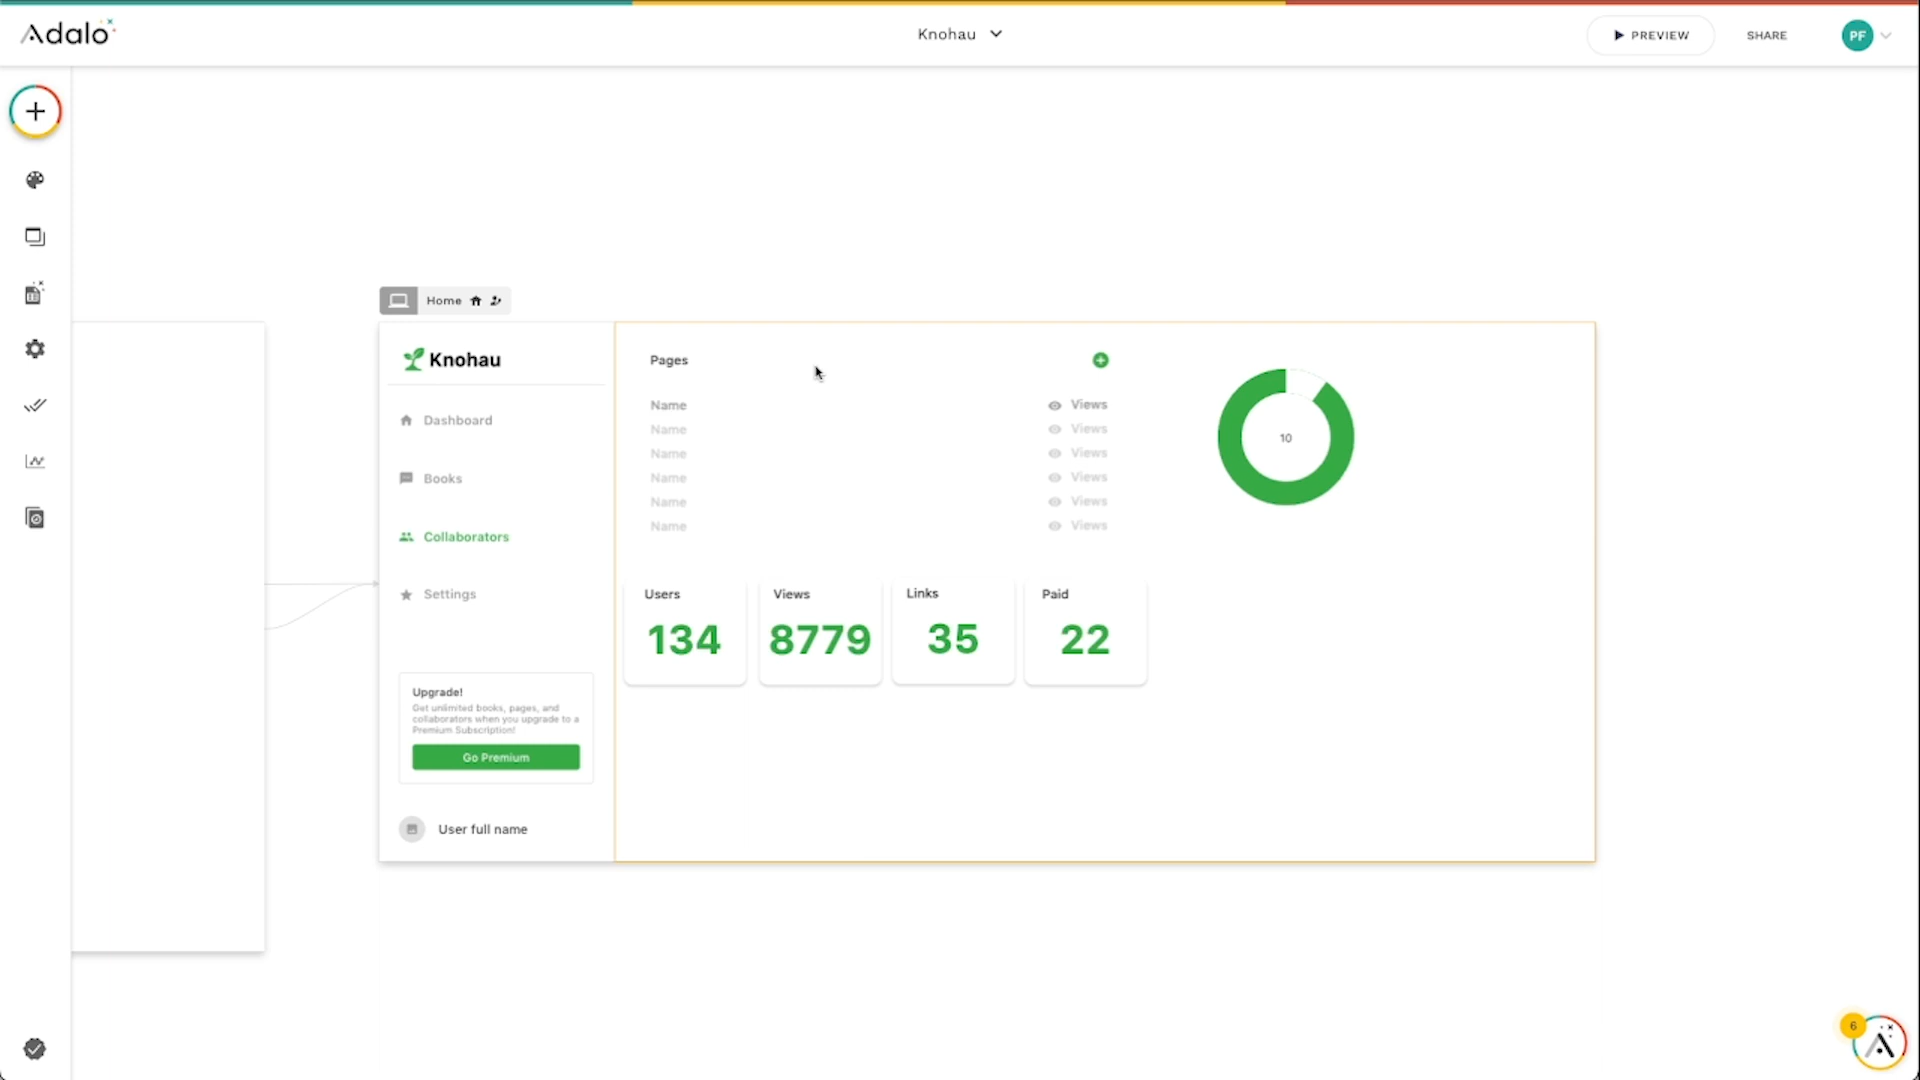 Adalo
Knohau
PREVIEW
SHARE
PF
Home
Knohau
Dashboard
Books
Collaborators
Settings
Upgrade!
Get unlimited books, pages, and
collaborators when you upgrade to a
Premium Subscription!
Go Premium
User full name
Pages
Name Views
Name Views
Name Views
Name Views
Name Views
Name Views
10
Users
134
Views
8779
Links
35
Paid
22
6